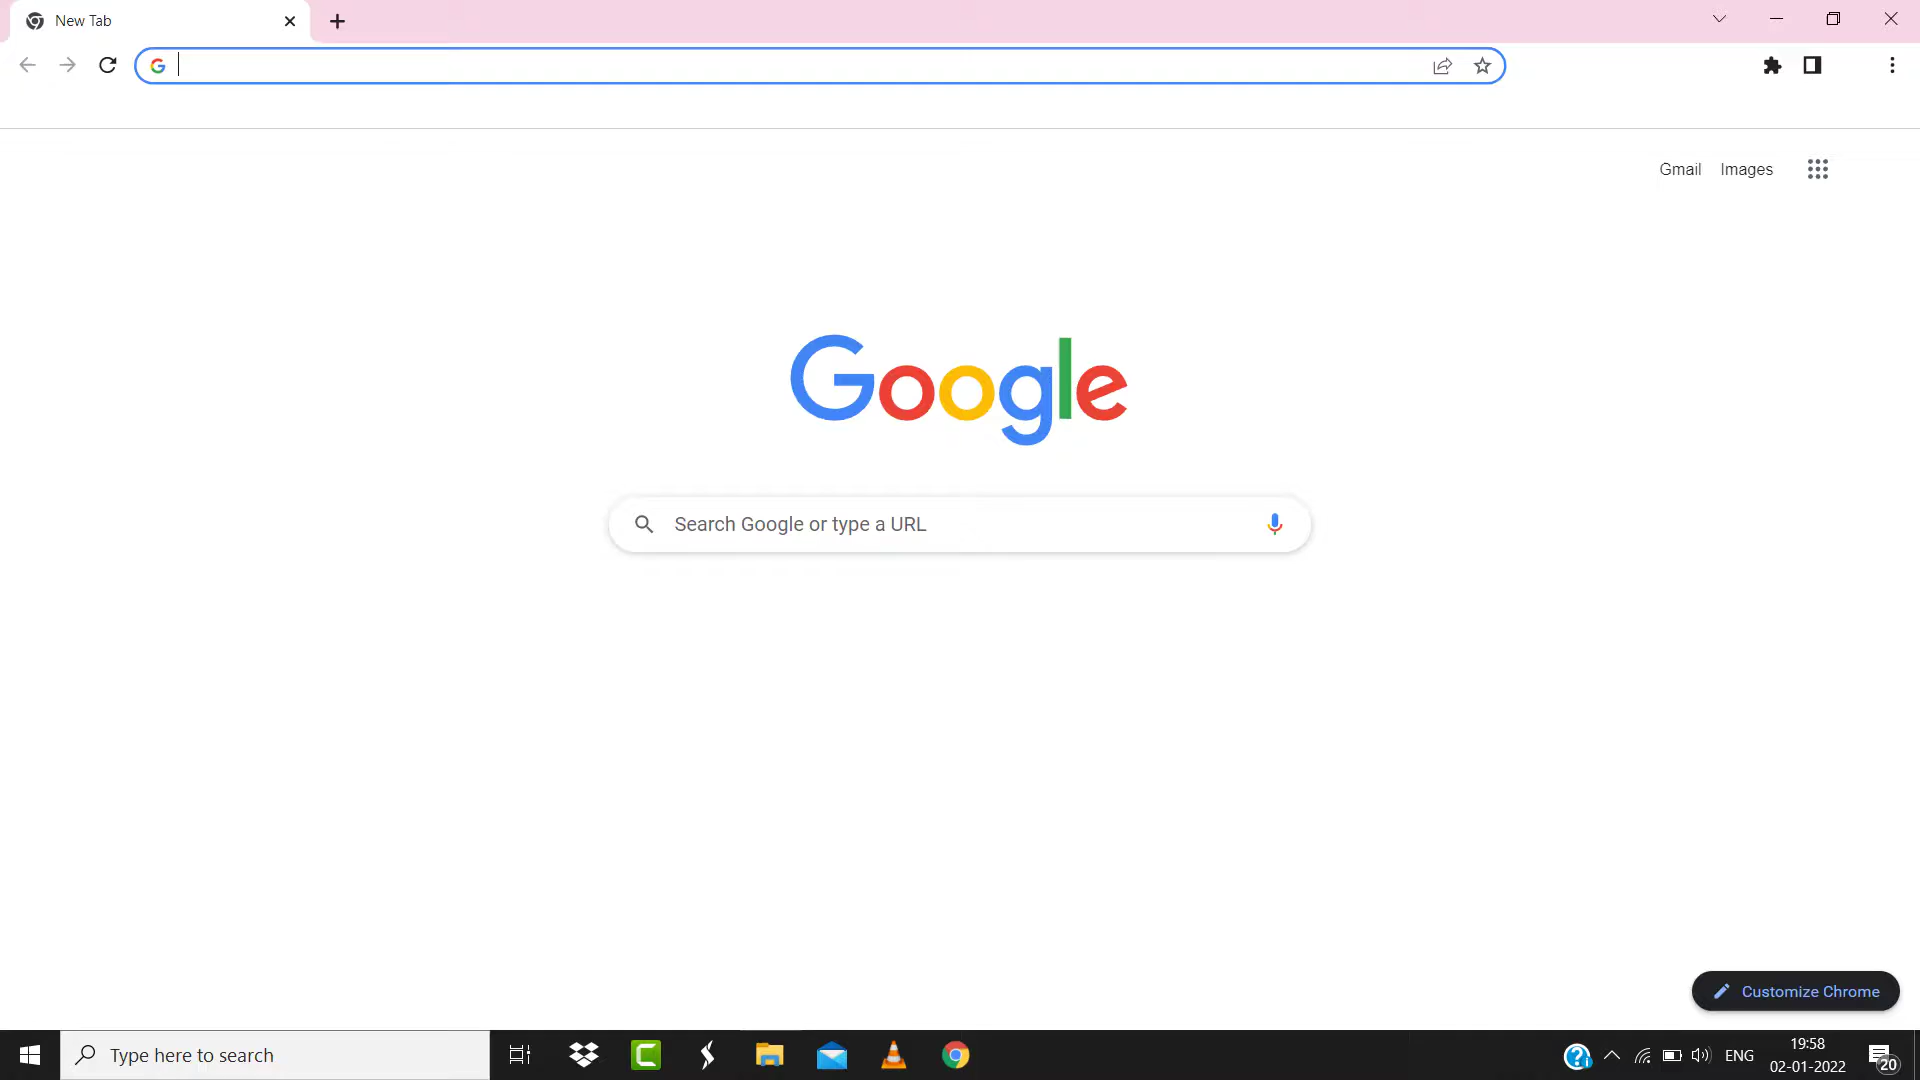 New Tab
Gmail Images
Google
Search Google or type a URL
Customize Chrome
Type here to search
ENG
19:58
02-01-2022
20